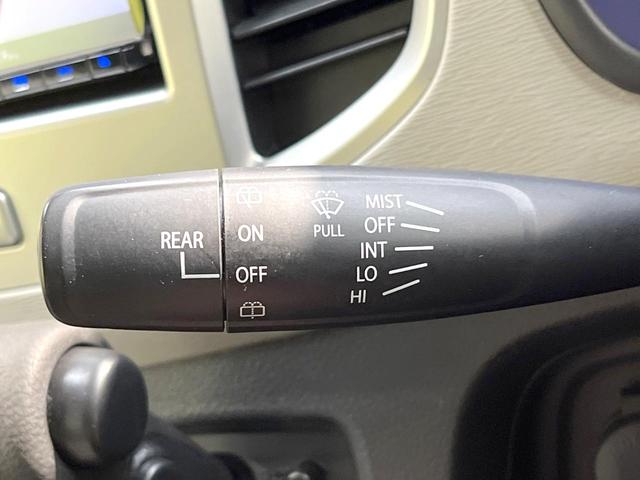 REAR
ON
OFF
PULL
MIST
OFF
INT
LO
HI